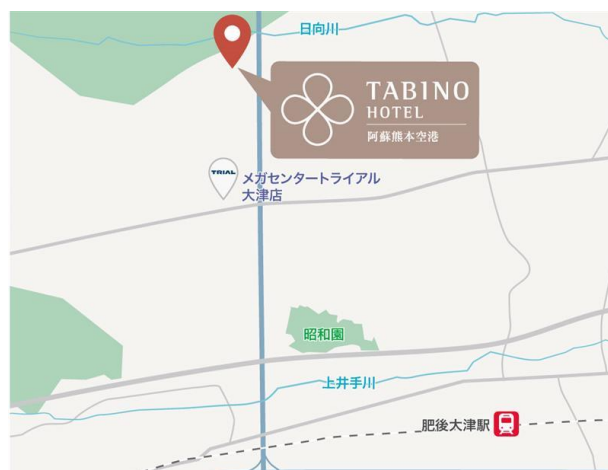 日向川
TABINO
HOTEL
阿蘇熊本空港
TRIAL
メガセンタートライアル
大津店
昭和園
上井手川
肥後大津駅